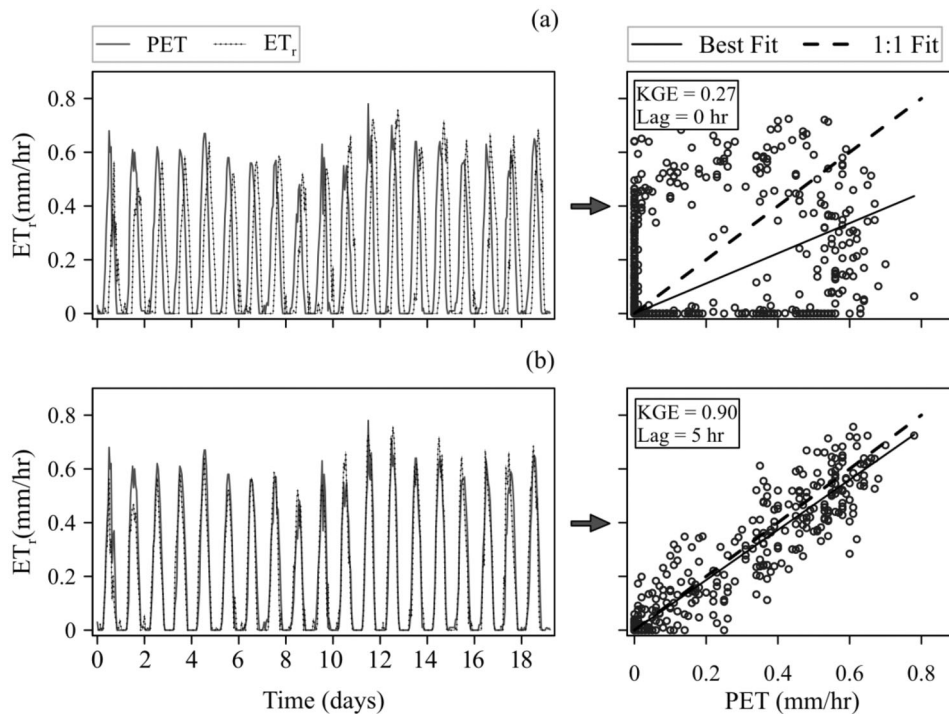 (a)
PET ET_r
Best Fit 1:1 Fit
ET_r(mm/hr)
0.8
0.6
0.4
0.2
0
KGE = 0.27
Lag = 0 hr
(b)
ET_r(mm/hr)
0.8
0.6
0.4
0.2
0
0 2 4 6 8 10 12 14 16 18
Time (days)
KGE = 0.90
Lag = 5 hr
0 0.2 0.4 0.6 0.8
PET (mm/hr)